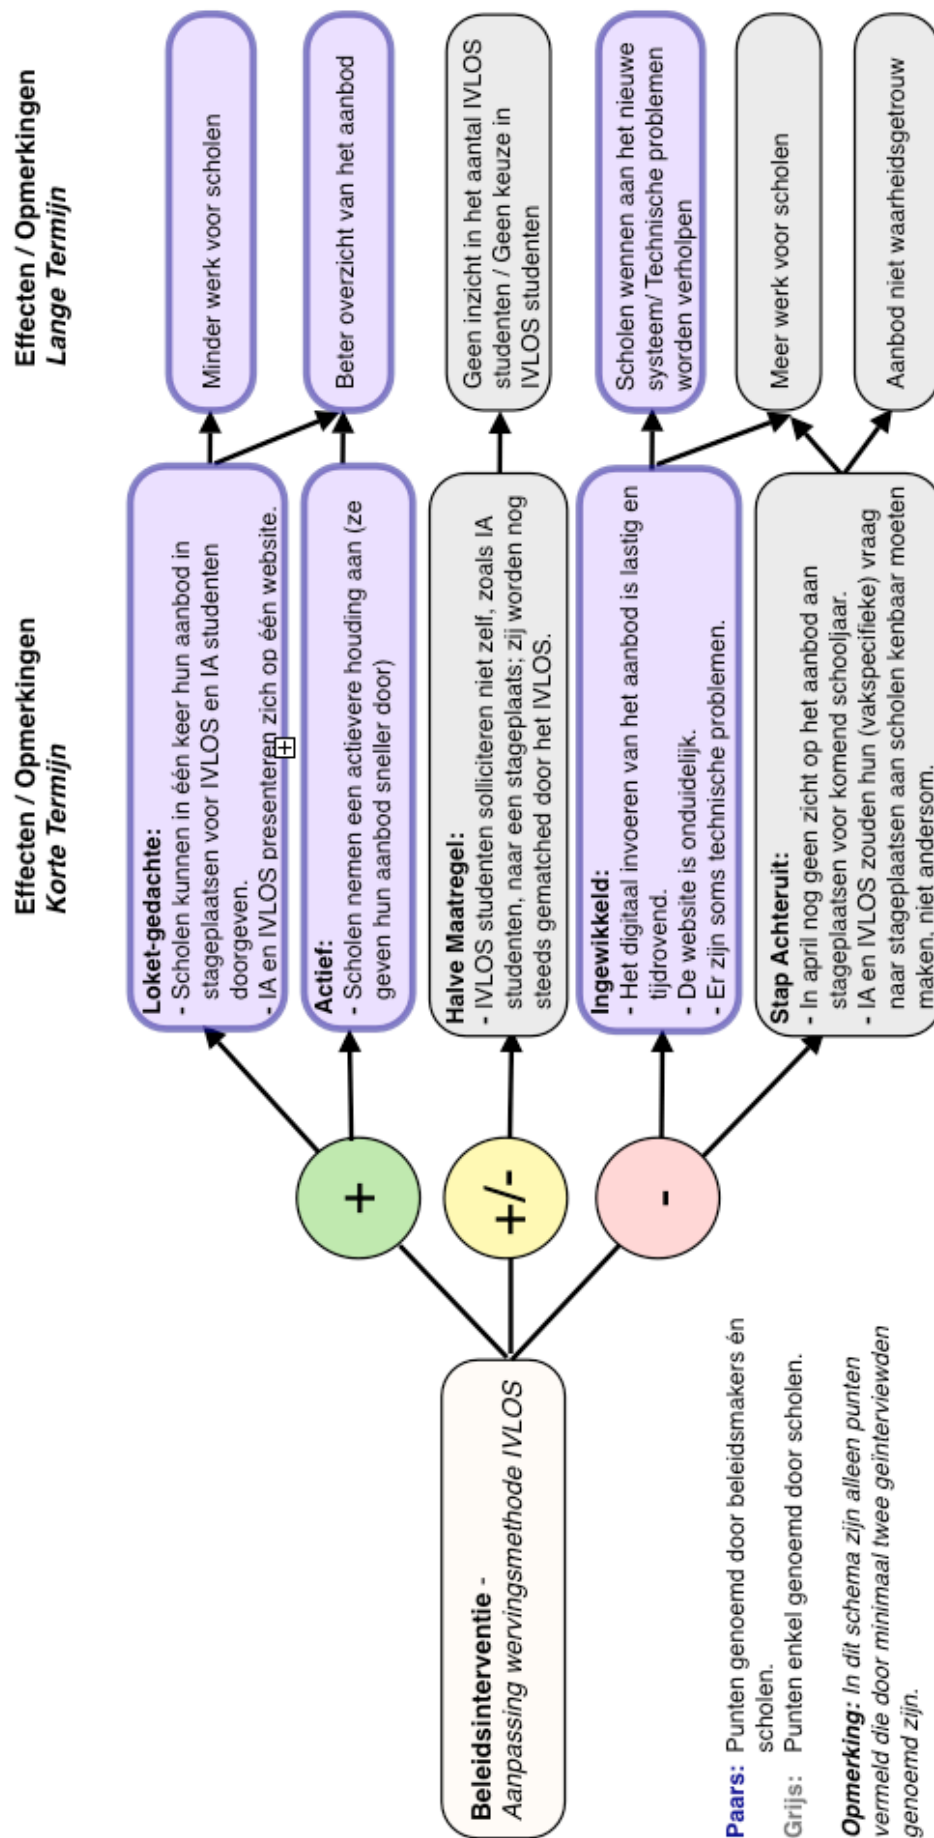 Effecten / Opmerkingen
Korte Termijn
Effecten / Opmerkingen
Lange Termijn
Beleidsinterventie -
Aanpassing wervingsmethode IVLOS
+
+/-
-
Loket-gedachte:
- Scholen kunnen in één keer hun aanbod in
stageplaatsen voor IVLOS en IA studenten
doorgeven.
- IA en IVLOS presenteren zich op één website.
Actief:
- Scholen nemen een actievere houding aan (ze
geven hun aanbod sneller door)
Halve Maatregel:
- IVLOS studenten solliciteren niet zelf, zoals IA
studenten, naar een stageplaats; zij worden nog
steeds gematched door het IVLOS.
Ingewikkeld:
- Het digitaal invoeren van het aanbod is lastig en
tijdrovend.
- De website is onduidelijk.
- Er zijn soms technische problemen.
Stap Achteruit:
- In april nog geen zicht op het aanbod aan
stageplaatsen voor komend schooljaar.
- IA en IVLOS zouden hun (vakspecifieke) vraag
naar stageplaatsen aan scholen kenbaar moeten
maken, niet andersom.
Minder werk voor scholen
Beter overzicht van het aanbod
Geen inzicht in het aantal IVLOS
studenten / Geen keuze in
IVLOS studenten
Scholen wennen aan het nieuwe
systeem/ Technische problemen
worden verholpen
Meer werk voor scholen
Aanbod niet waarheidsgetrouw
Paars: Punten genoemd door beleidsmakers én
scholen.
Grijs: Punten enkel genoemd door scholen.
Opmerking: In dit schema zijn alleen punten
vermeld die door minimaal twee geïnterviewden
genoemd zijn.